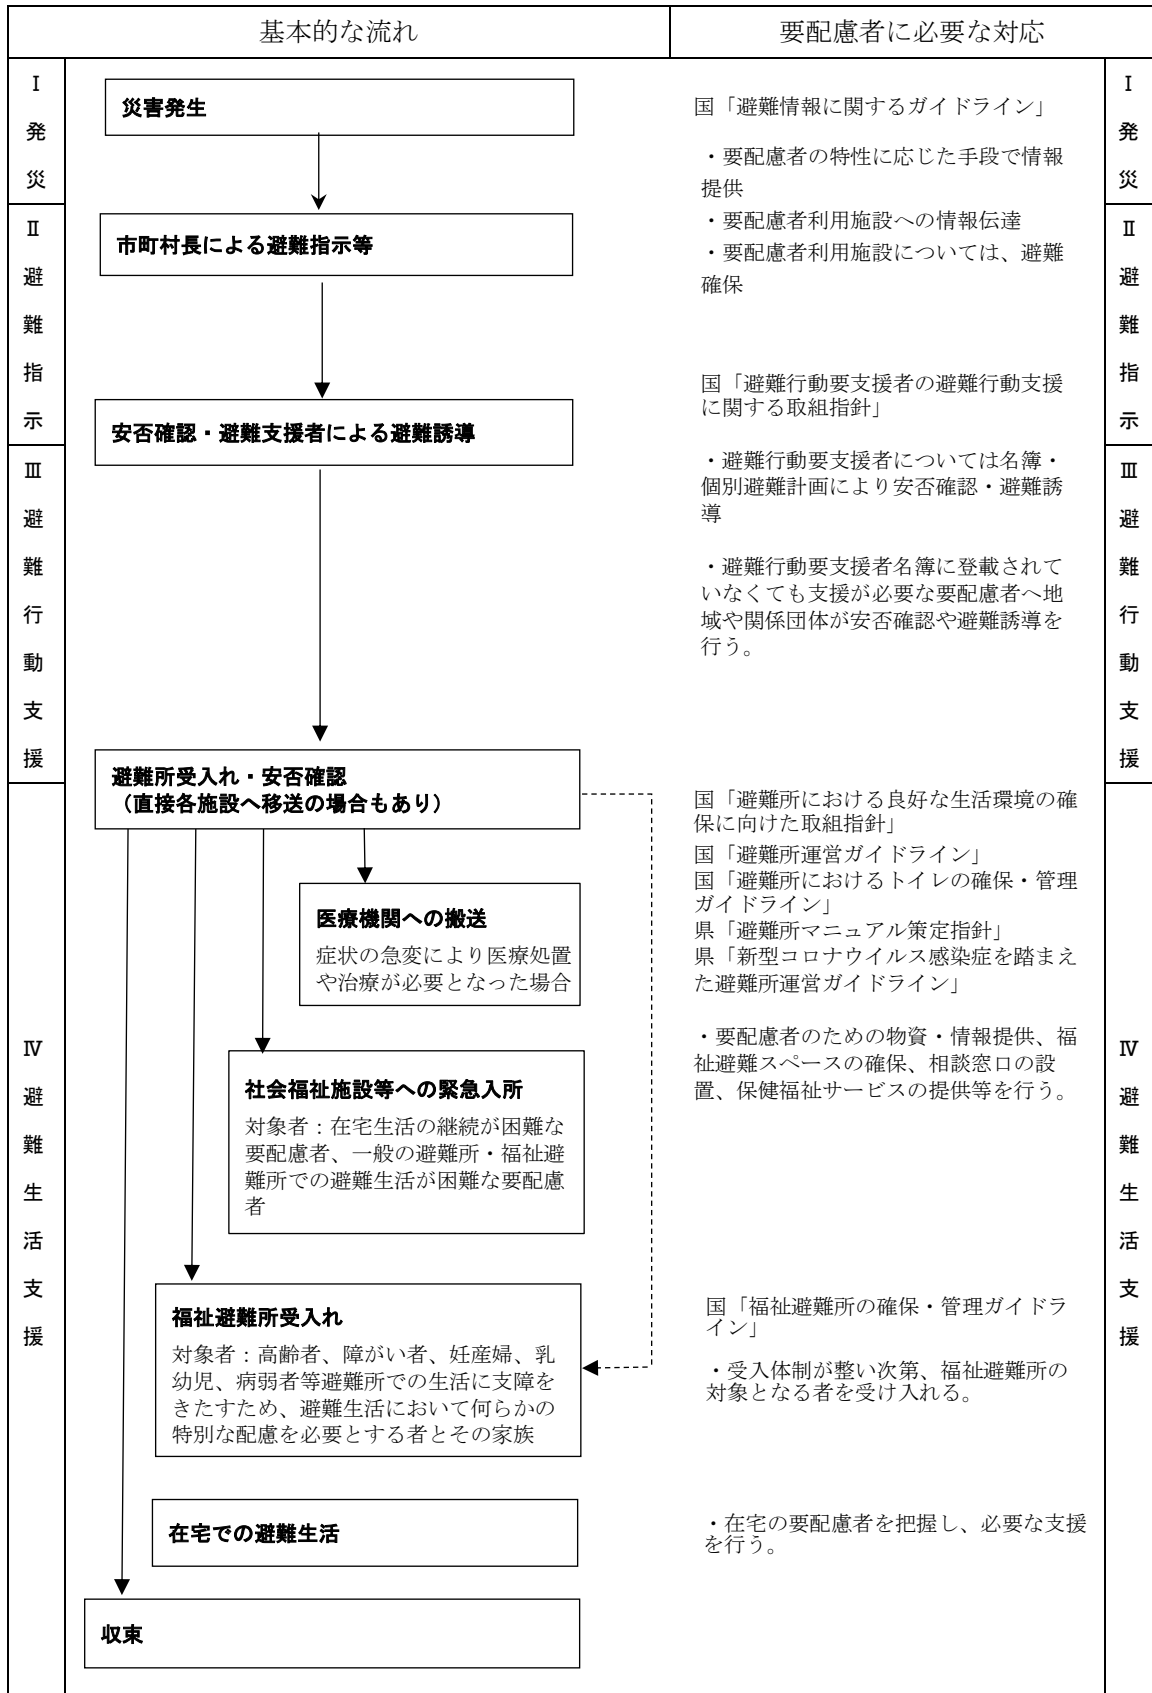 基本的な流れ
要配慮者に必要な対応
Ⅰ
発
災
Ⅱ
避
難
指
示
Ⅲ
避
難
行
動
支
援
Ⅳ
避
難
生
活
支
援
災害発生
市町村長による避難指示等
安否確認・避難支援者による避難誘導
避難所受入れ・安否確認
（直接各施設へ移送の場合もあり）
医療機関への搬送
症状の急変により医療処置
や治療が必要となった場合
社会福祉施設等への緊急入所
対象者：在宅生活の継続が困難な
要配慮者、一般の避難所・福祉避
難所での避難生活が困難な要配慮
者
福祉避難所受入れ
対象者：高齢者、障がい者、妊産婦、乳
幼児、病弱者等避難所での生活に支障を
きたすため、避難生活において何らかの
特別な配慮を必要とする者とその家族
在宅での避難生活
収束
国「避難情報に関するガイドライン」
・要配慮者の特性に応じた手段で情報
提供
・要配慮者利用施設への情報伝達
・要配慮者利用施設については、避難
確保
国「避難行動要支援者の避難行動支援
に関する取組指針」
・避難行動要支援者については名簿・
個別避難計画により安否確認・避難誘
導
・避難行動要支援者名簿に登載されて
いなくても支援が必要な要配慮者へ地
域や関係団体が安否確認や避難誘導を
行う。
国「避難所における良好な生活環境の確
保に向けた取組指針」
国「避難所運営ガイドライン」
国「避難所におけるトイレの確保・管理
ガイドライン」
県「避難所マニュアル策定指針」
県「新型コロナウイルス感染症を踏まえ
た避難所運営ガイドライン」
・要配慮者のための物資・情報提供、福
祉避難スペースの確保、相談窓口の設
置、保健福祉サービスの提供等を行う。
国「福祉避難所の確保・管理ガイドラ
イン」
・受入体制が整い次第、福祉避難所の
対象となる者を受け入れる。
・在宅の要配慮者を把握し、必要な支援
を行う。
Ⅰ
発
災
Ⅱ
避
難
指
示
Ⅲ
避
難
行
動
支
援
Ⅳ
避
難
生
活
支
援